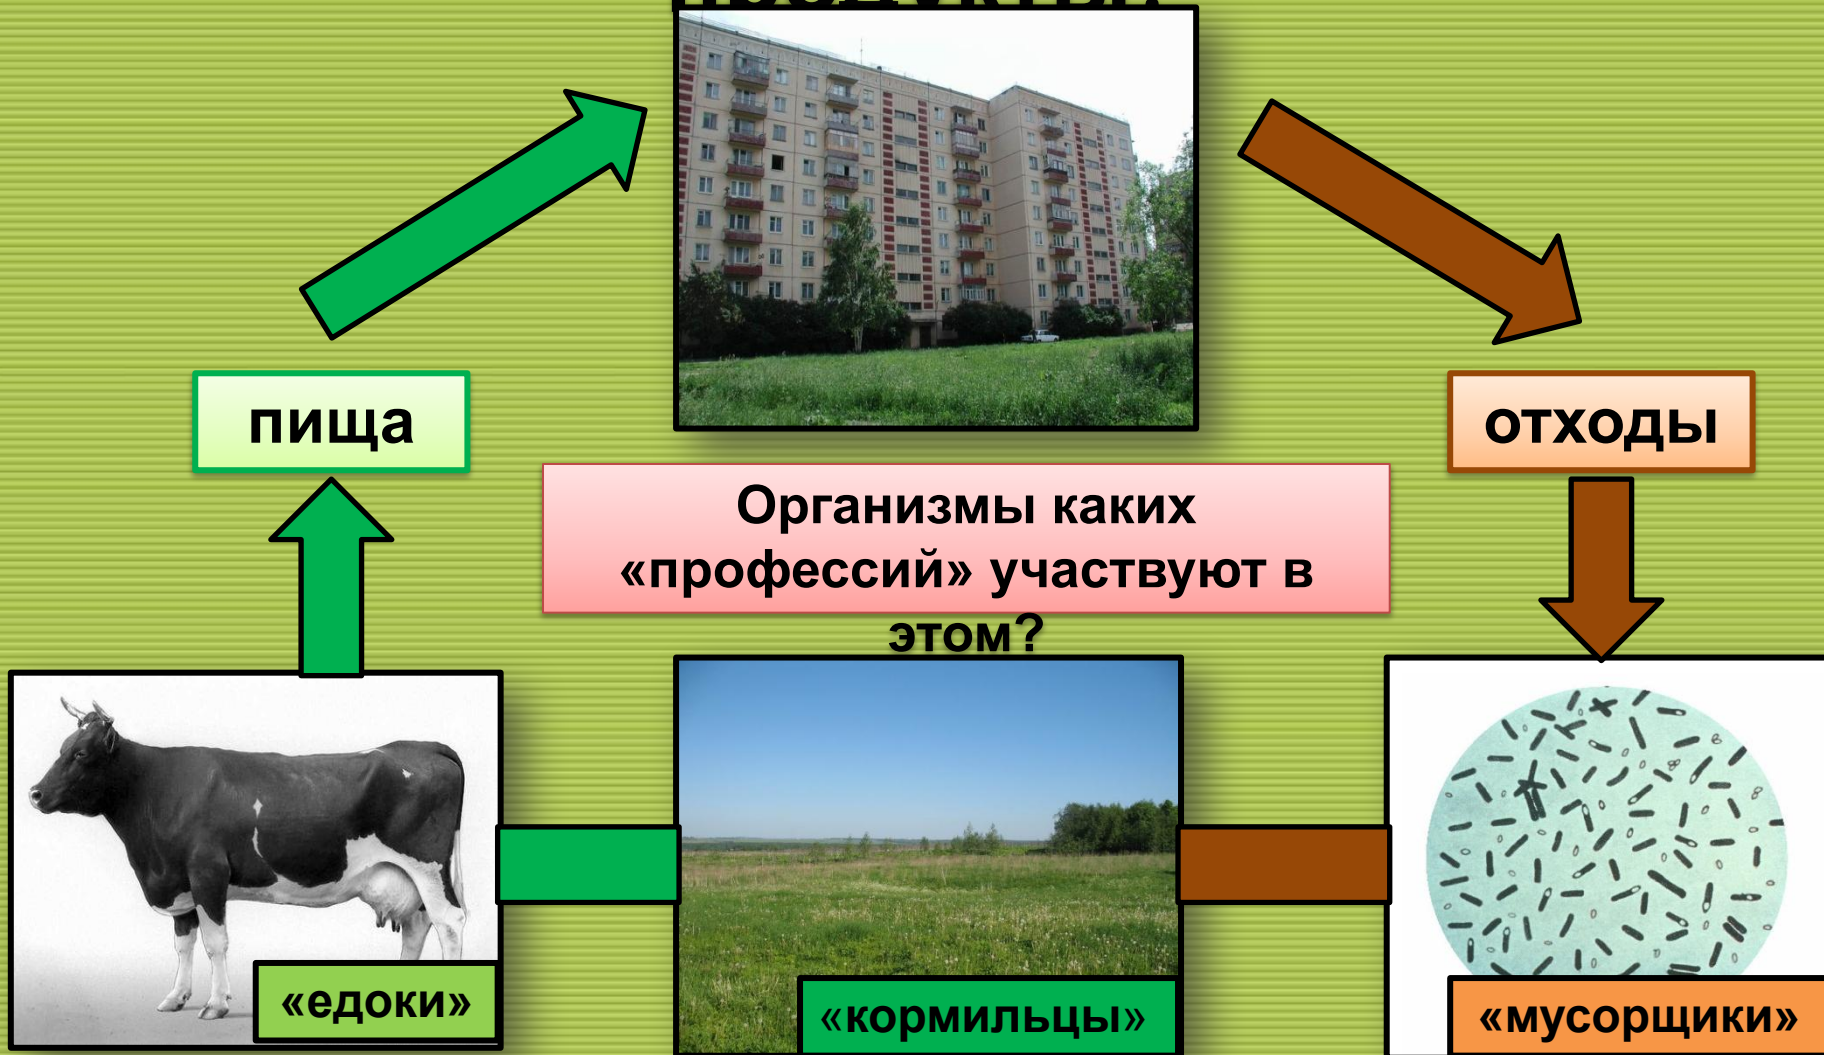 пища
отходы
Организмы каких
«профессий» участвуют в
этом?
«едоки»
«кормильцы»
«мусорщики»